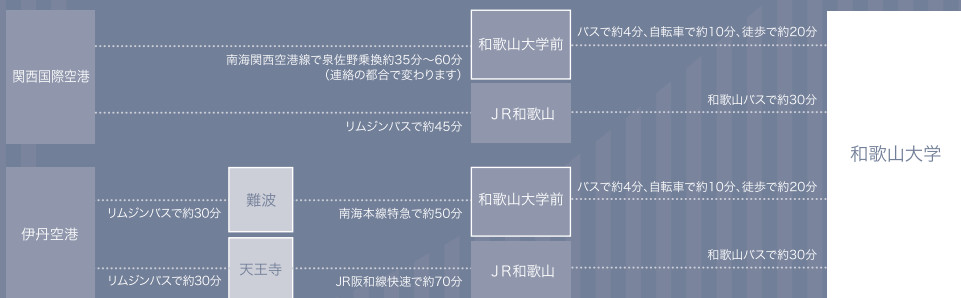 関西国際空港
南海関西空港線で泉佐野乗換約35分〜60分
（連絡の都合で変わります）
和歌山大学前
バスで約4分、自転車で約10分、徒歩で約20分
リムジンバスで約45分
JR和歌山
和歌山バスで約30分
和歌山大学
伊丹空港
リムジンバスで約30分
難波
南海本線特急で約50分
和歌山大学前
バスで約4分、自転車で約10分、徒歩で約20分
リムジンバスで約30分
天王寺
JR阪和線快速で約70分
JR和歌山
和歌山バスで約30分